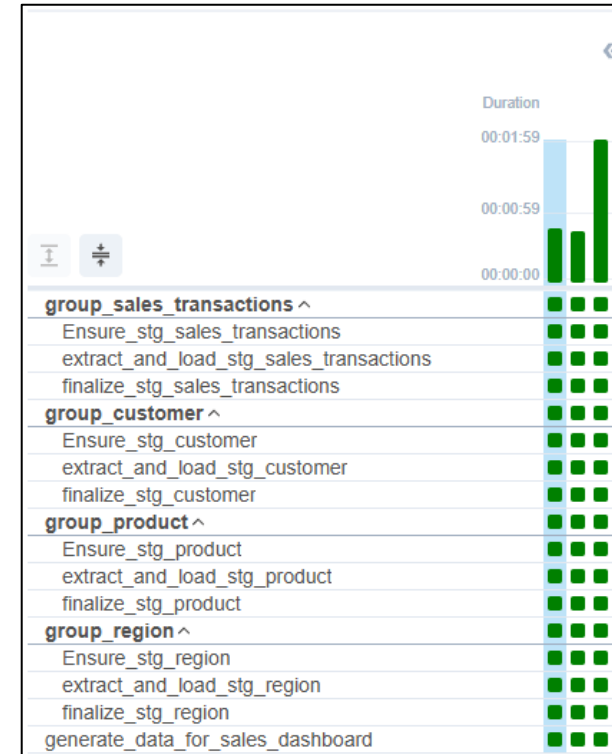 Duration
00:01:59
00:00:59
00:00:00
group_sales_transactions
Ensure_stg_sales_transactions
extract_and_load_stg_sales_transactions
finalize_stg_sales_transactions
group_customer
Ensure_stg_customer
extract_and_load_stg_customer
finalize_stg_customer
group_product
Ensure_stg_product
extract_and_load_stg_product
finalize_stg_product
group_region
Ensure_stg_region
extract_and_load_stg_region
finalize_stg_region
generate_data_for_sales_dashboard